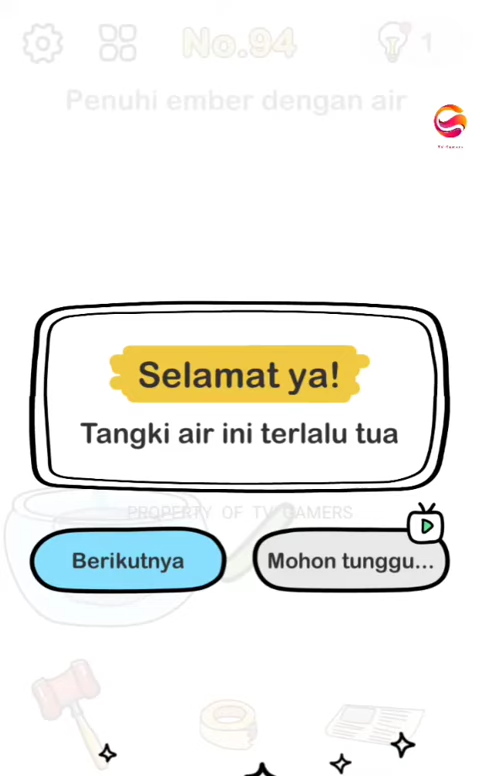 No.94
1
Penuhi ember dengan air
Selamat ya!
Tangki air ini terlalu tua
PROPERTY OF TV GAMERS
Berikutnya
Mohon tunggu...